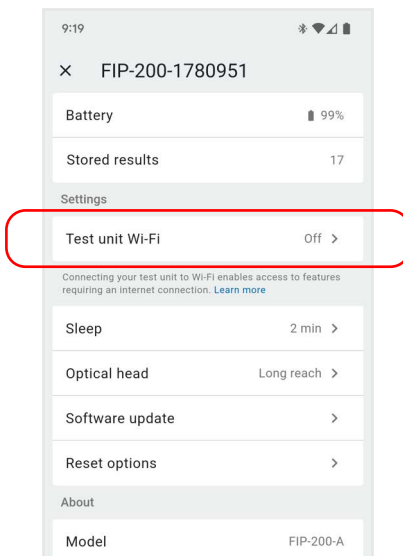 9:19
× FIP-200-1780951
Battery 99%
Stored results 17
Settings
Test unit Wi-Fi Off >
Connecting your test unit to Wi-Fi enables access to features
requiring an internet connection. Learn more
Sleep 2 min >
Optical head Long reach >
Software update >
Reset options >
About
Model FIP-200-A